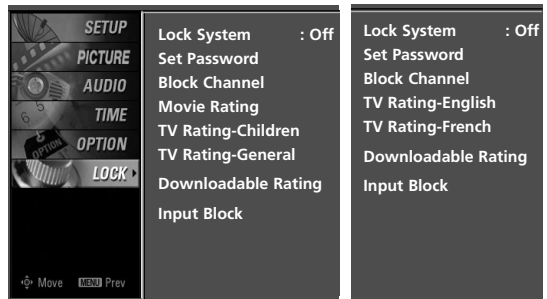 SETUP
PICTURE
AUDIO
TIME
OPTION
LOCK
Move MENU Prev
Lock System : Off
Set Password
Block Channel
Movie Rating
TV Rating-Children
TV Rating-General
Downloadable Rating
Input Block
Lock System : Off
Set Password
Block Channel
TV Rating-English
TV Rating-French
Downloadable Rating
Input Block